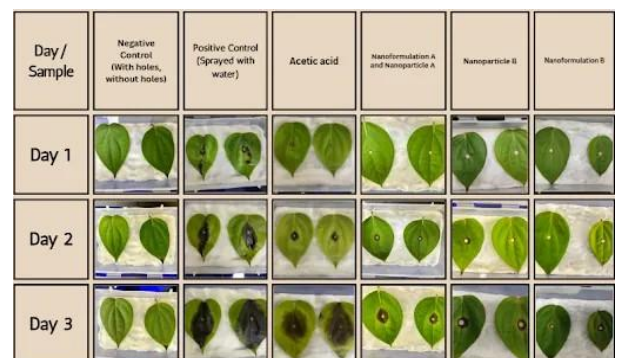 Day /
Sample
Negative
Control
(With holes,
without holes)
Positive Control
(Sprayed with
water)
Acetic acid
Nanoformulation A
and Nanoparticle A
Nanoparticle B
Nanoformulation B
Day 1
Day 2
Day 3